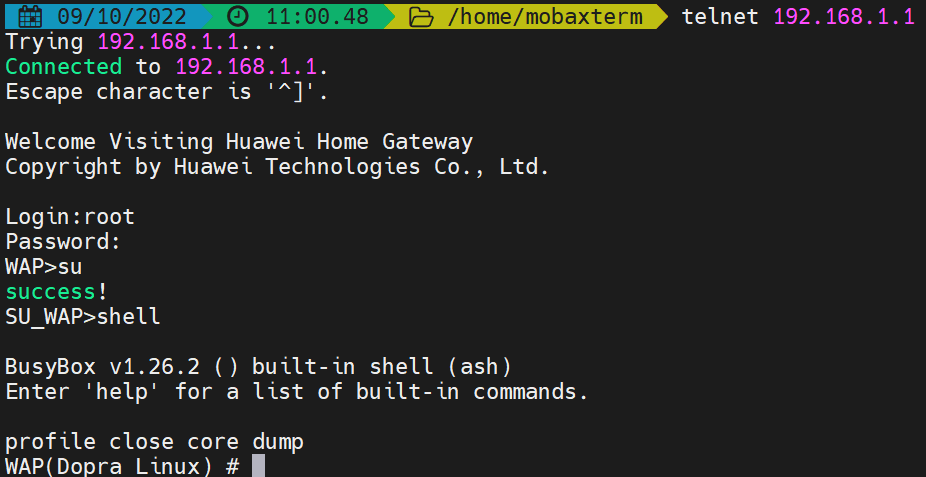 09/10/2022 11:00.48 /home/mobaxterm telnet 192.168.1.1
Trying 192.168.1.1...
Connected to 192.168.1.1.
Escape character is '^]'.
Welcome Visiting Huawei Home Gateway
Copyright by Huawei Technologies Co., Ltd.
Login:root
Password:
WAP>su
success!
SU_WAP>shell
BusyBox v1.26.2 () built-in shell (ash)
Enter 'help' for a list of built-in commands.
profile close core dump
WAP(Dopra Linux) #